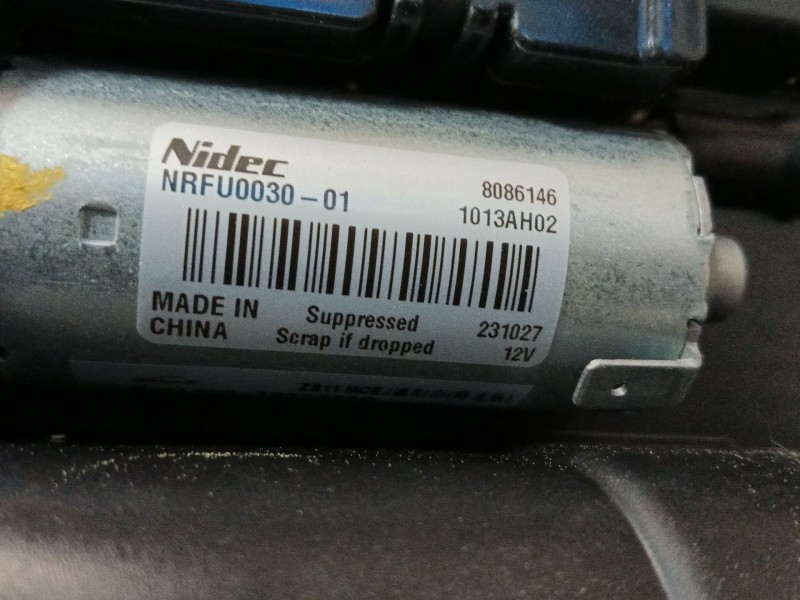 Nidec
NRFU0030-01
8086146
1013AH02
MADE IN
CHINA
Suppressed
Scrap if dropped
231027
12V